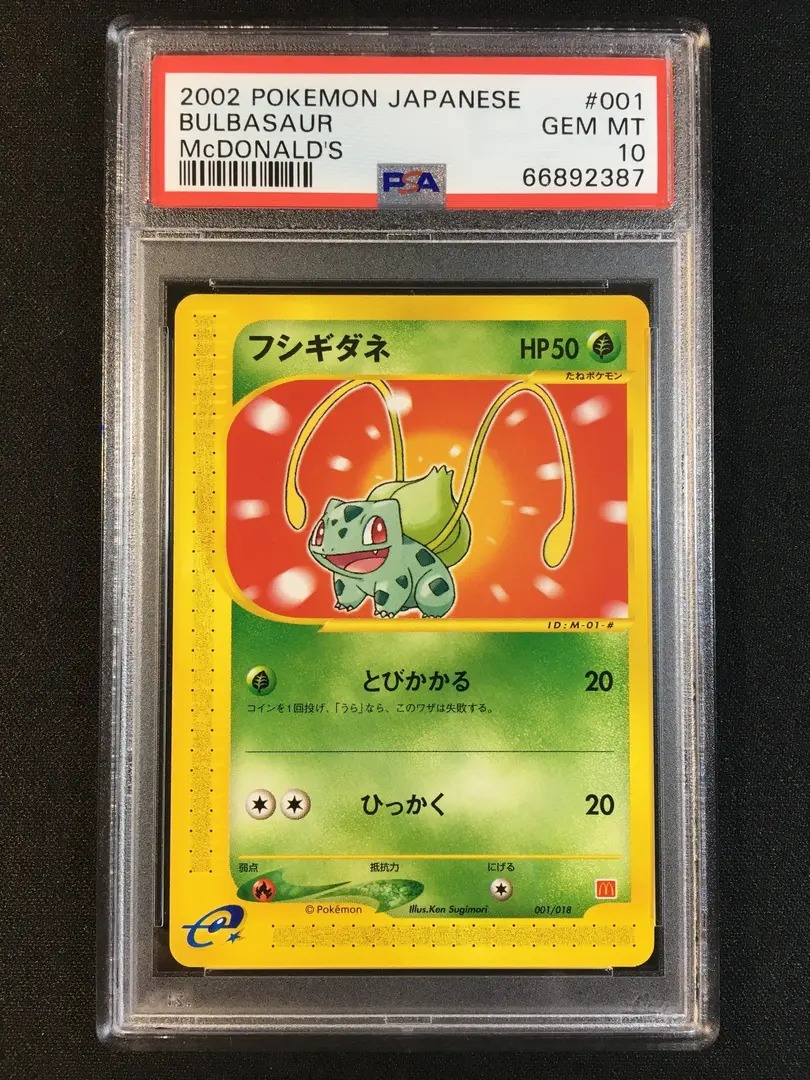 2002 POKEMON JAPANESE #001
BULBASAUR GEM MT
McDONALD'S 10
PSA 66892387
フシギダネ HP50
たねポケモン
ID:M-01-#
とびかかる 20
コインを1回投げ、「うら」なら、このワザは失敗する。
ひっかく 20
弱点 抵抗力 にげる
© Pokémon Illus.Ken Sugimori 001/018
e